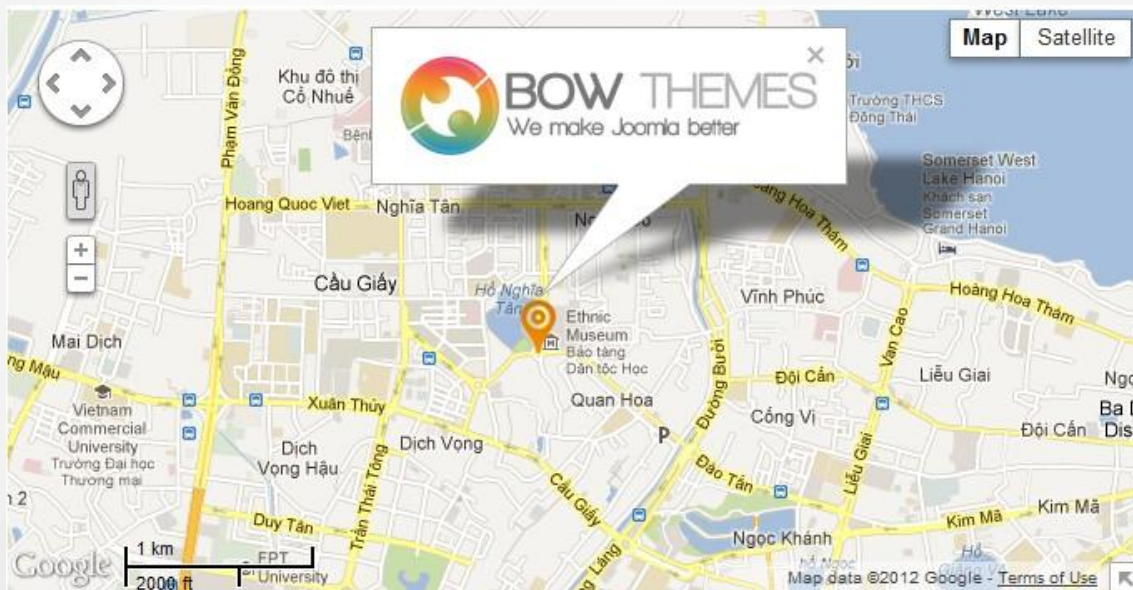 Map
Satellite
×
BOW THEMES
We make Joomla better
Khu đô thị
Cổ Nhuế
Phạm Văn Đồng
Trường THCS
Đông Thái
Somerset West
Lake Hanoi
Khách sạn
Somerset
Grand Hanoi
Hoang Quoc Viet
Nghĩa Tân
Hoàng Hoa Thám
Cầu Giấy
Hồ Nghĩa
Tân
Vĩnh Phúc
Hoàng Hoa Thám
Mai Dịch
Ethnic
Museum
Bảo tàng
Dân tộc Học
Đường Bưởi
Văn Cao
Liễu Giai
Đội Cấn
Xuân Thủy
Quan Hoa
Cống Vị
P
Đội Cấn
Vietnam
Commercial
University
Trường Đại học
Thương mại
Dịch
Vọng Hậu
Dịch Vọng
Trần Thái Tông
Cầu Giấy
Đào Tấn
Liễu Giai
Kim Mã
Kim Mã
Duy Tân
Ngọc Khánh
FPT
University
Google
1 km
2000 ft
Map data ©2012 Google - Terms of Use